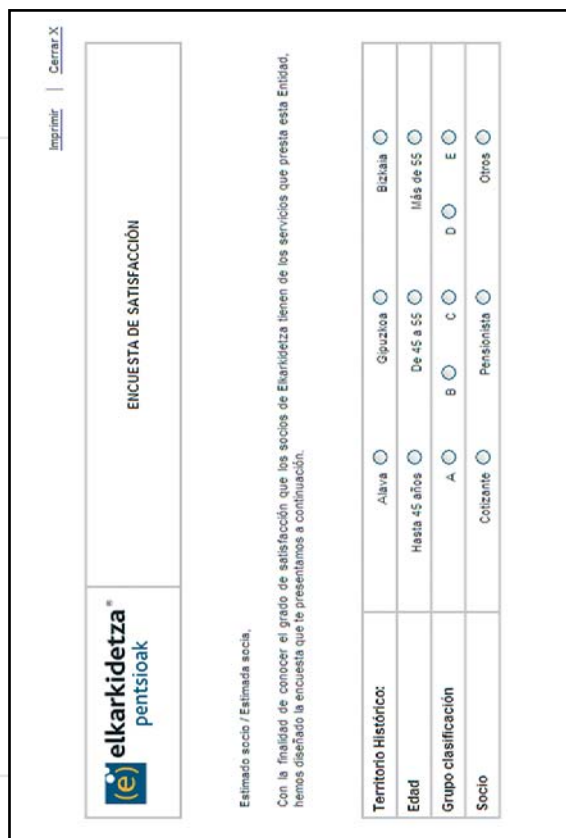 Imprimir | Cerrar X
(e) elkarkidetza®
pentsioak
ENCUESTA DE SATISFACCIÓN
Estimado socio / Estimada socia,
Con la finalidad de conocer el grado de satisfacción que los socios de Elkarkidetza tienen de los servicios que presta esta Entidad,
hemos diseñado la encuesta que te presentamos a continuación.
Territorio Histórico: Alava Gipuzkoa Bizkaia
Edad Hasta 45 años De 45 a 55 Más de 55
Grupo clasificación A B C D E
Socio Cotizante Pensionista Otros